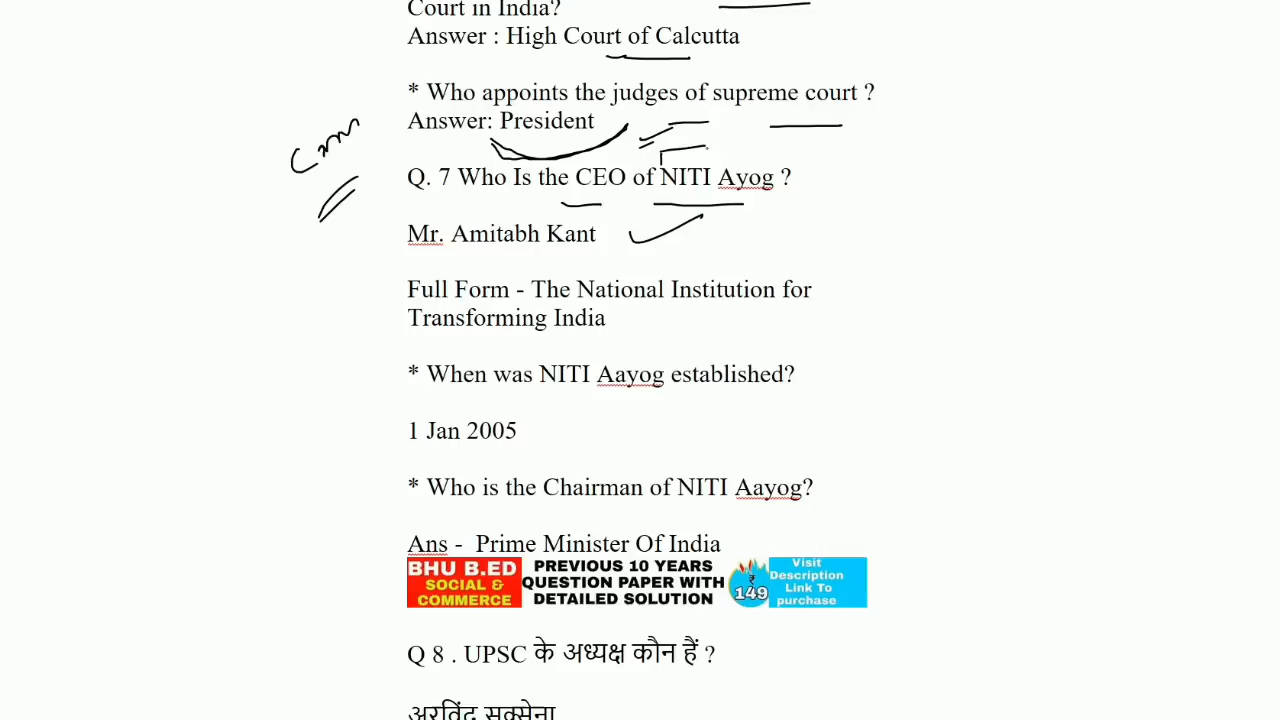 Court in India?
Answer : High Court of Calcutta
* Who appoints the judges of supreme court ?
Answer: President
Q. 7 Who Is the CEO of NITI Ayog ?
Mr. Amitabh Kant
Full Form - The National Institution for
Transforming India
* When was NITI Aayog established?
1 Jan 2005
* Who is the Chairman of NITI Aayog?
Ans - Prime Minister Of India
BHU B.ED
SOCIAL &
COMMERCE
PREVIOUS 10 YEARS
QUESTION PAPER WITH
DETAILED SOLUTION
₹
149
Visit
Description
Link To
purchase
Q 8 . UPSC के अध्यक्ष कौन हैं ?
अरविंद सक्सेना